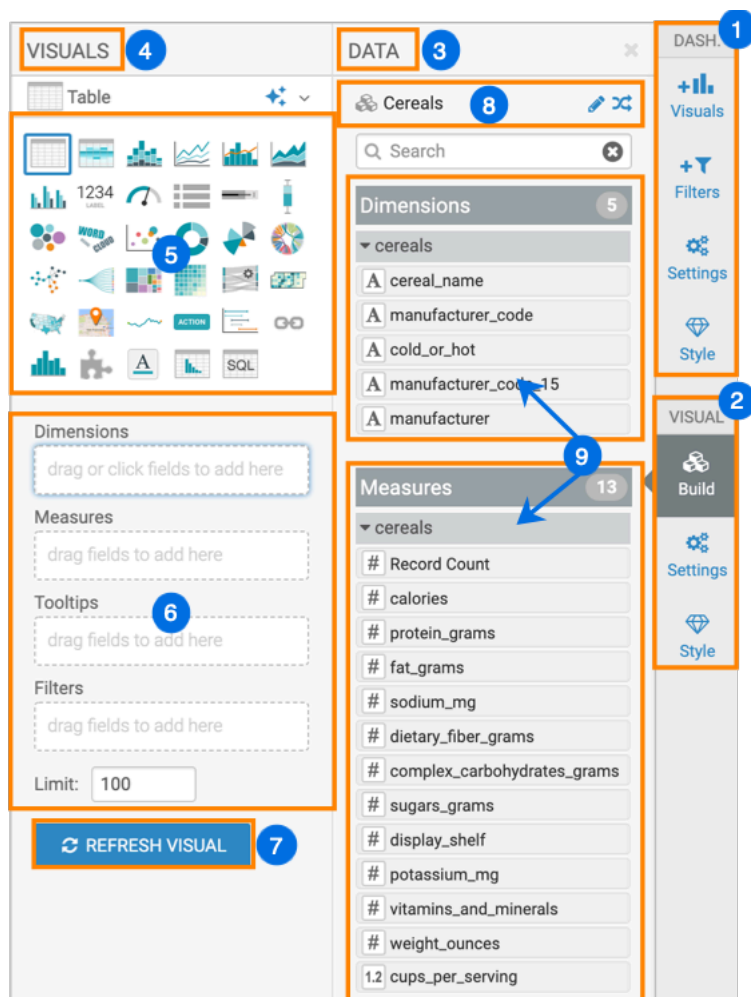 VISUALS
4
Table
1234
LABEL
WORD
CLOUD
5
ACTION
A
SQL
Dimensions
drag or click fields to add here
Measures
drag fields to add here
Tooltips
6
drag fields to add here
Filters
drag fields to add here
Limit: 100
REFRESH VISUAL
7
DATA
3
×
Cereals
8
Search
Dimensions 5
cereals
A cereal_name
A manufacturer_code
A cold_or_hot
A manufacturer_code_15
A manufacturer
9
Measures 13
cereals
# Record Count
# calories
# protein_grams
# fat_grams
# sodium_mg
# dietary_fiber_grams
# complex_carbohydrates_grams
# sugars_grams
# display_shelf
# potassium_mg
# vitamins_and_minerals
# weight_ounces
1.2 cups_per_serving
1
DASH.
Visuals
Filters
Settings
Style
2
VISUAL
Build
Settings
Style